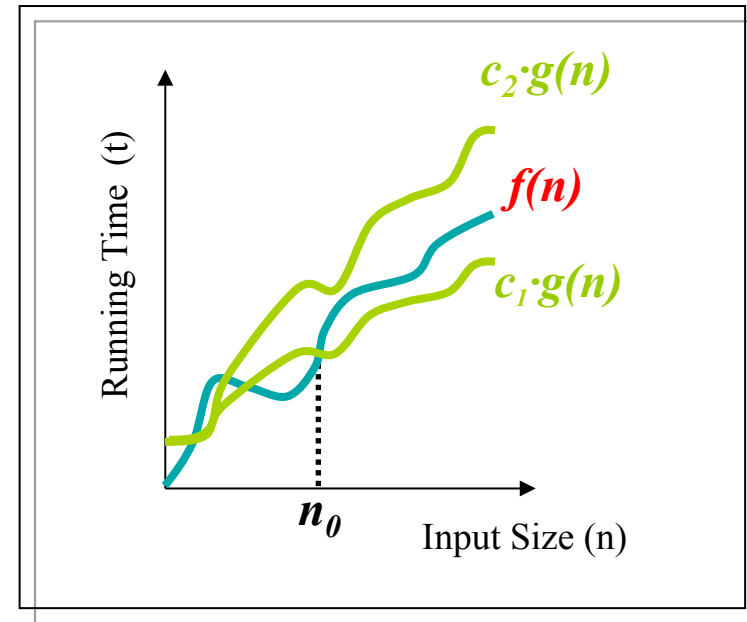 c₂·g(n)
f(n)
c₁·g(n)
Running Time (t)
n₀
Input Size (n)